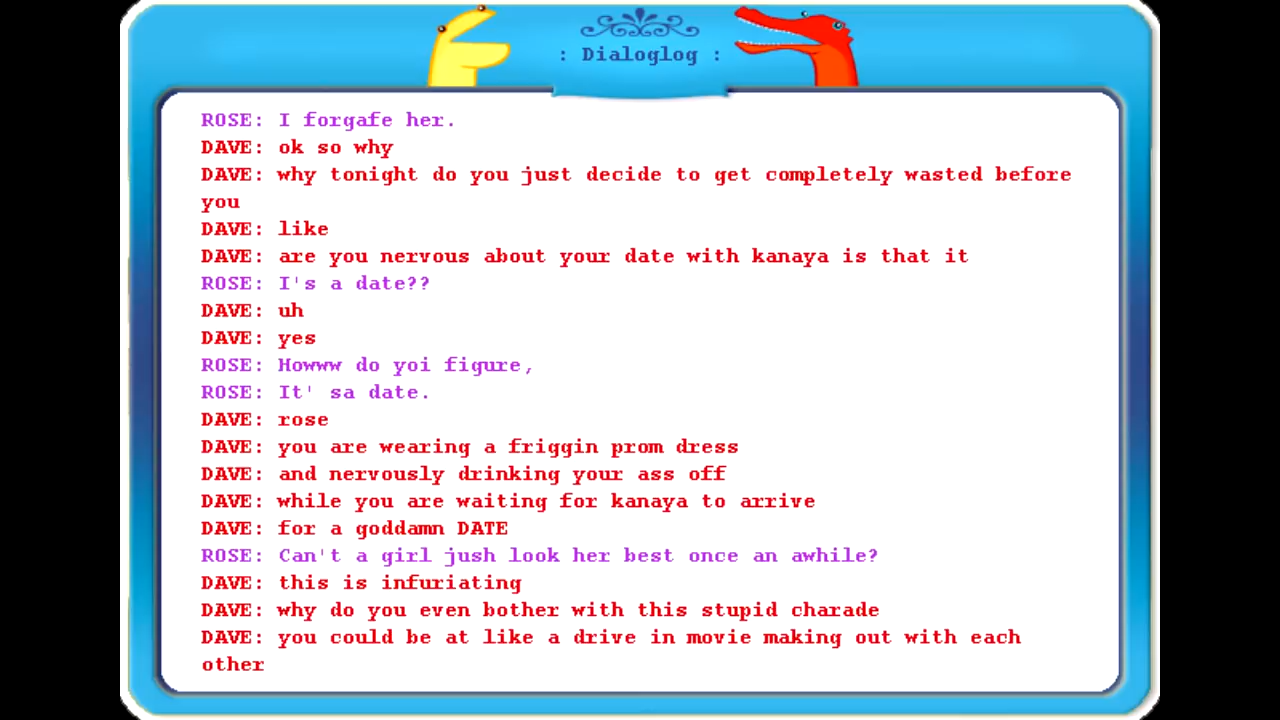 : Dialoglog :
ROSE: I forgafe her.
DAVE: ok so why
DAVE: why tonight do you just decide to get completely wasted before
you
DAVE: like
DAVE: are you nervous about your date with kanaya is that it
ROSE: I's a date??
DAVE: uh
DAVE: yes
ROSE: Howww do yoi figure,
ROSE: It' sa date.
DAVE: rose
DAVE: you are wearing a friggin prom dress
DAVE: and nervously drinking your ass off
DAVE: while you are waiting for kanaya to arrive
DAVE: for a goddamn DATE
ROSE: Can't a girl jush look her best once an awhile?
DAVE: this is infuriating
DAVE: why do you even bother with this stupid charade
DAVE: you could be at like a drive in movie making out with each
other